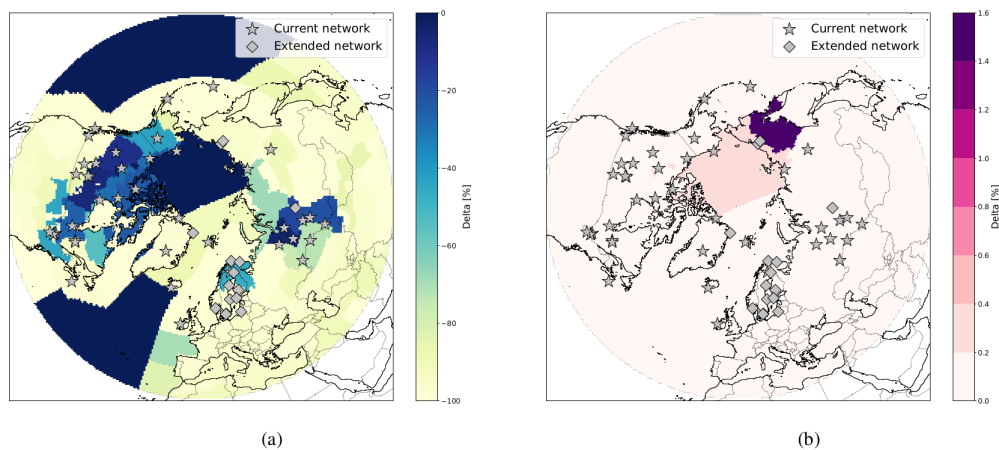 Current network
Extended network
0
−20
−40
−60
−80
−100
Delta [%]
(a)
Current network
Extended network
1.6
1.4
1.2
1.0
0.8
0.6
0.4
0.2
0.0
Delta [%]
(b)